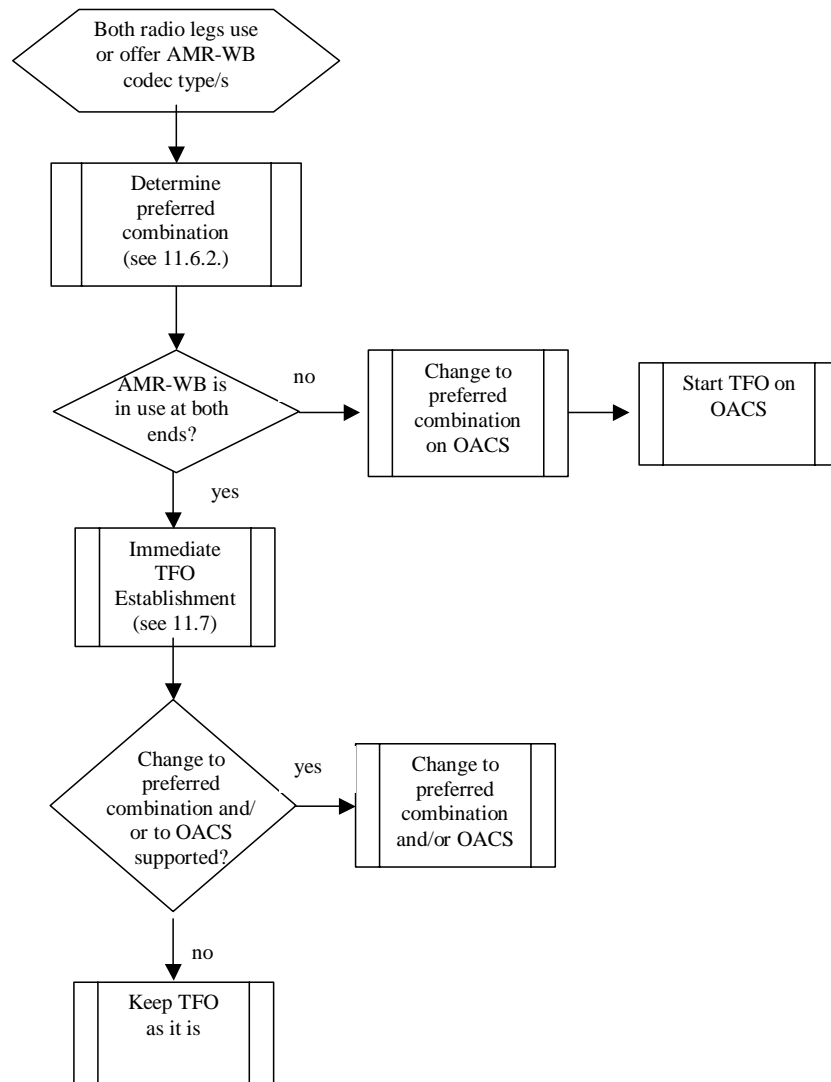 Both radio legs use
or offer AMR-WB
codec type/s
Determine
preferred
combination
(see 11.6.2.)
AMR-WB is
in use at both
ends?
no
Change to
preferred
combination
on OACS
Start TFO on
OACS
yes
Immediate
TFO
Establishment
(see 11.7)
Change to
preferred
combination and/
or to OACS
supported?
yes
Change to
preferred
combination
and/or OACS
no
Keep TFO
as it is